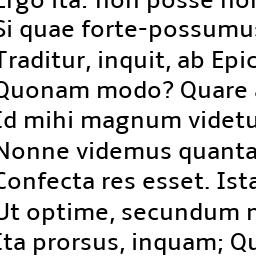 Ergo ita: non posse hon
Si quae forte-possumus
Traditur, inquit, ab Epic
Quonam modo? Quare a
Id mihi magnum videtu
Nonne videmus quanta
Confecta res esset. Ista
Ut optime, secundum n
Ita prorsus, inquam; Qu